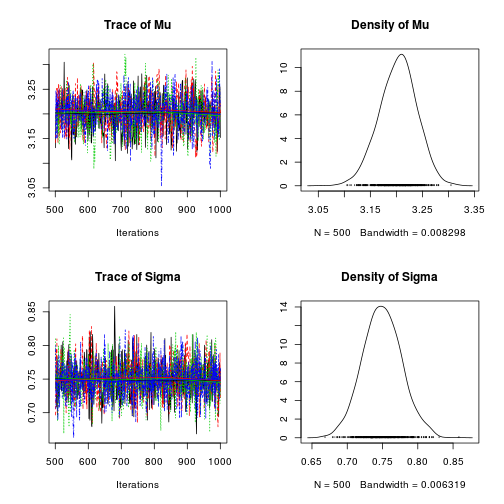 Trace of Mu
3.05 3.15 3.25
500 600 700 800 900 1000
Iterations
Density of Mu
0 2 4 6 8 10
3.05 3.15 3.25 3.35
N = 500 Bandwidth = 0.008298
Trace of Sigma
0.70 0.75 0.80 0.85
500 600 700 800 900 1000
Iterations
Density of Sigma
0 2 4 6 8 10 12 14
0.65 0.70 0.75 0.80 0.85
N = 500 Bandwidth = 0.006319